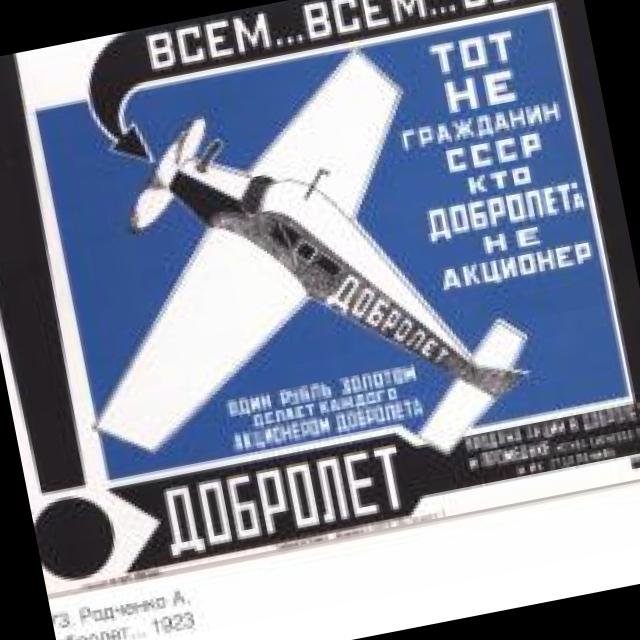 ВСЕМ...ВСЕМ...
ТОТ
НЕ
ГРАЖДАНИН
СССР
КТО
ДОБРОЛЕТА
НЕ
АКЦИОНЕР
ДОБРОЛЕТ
ОДИН РУБЛЬ ЗОЛОТОМ
ДЕЛАЕТ КАЖДОГО
АКЦИОНЕРОМ ДОБРОЛЕТА
ДОБРОЛЕТ
73. Родченко А.
1923